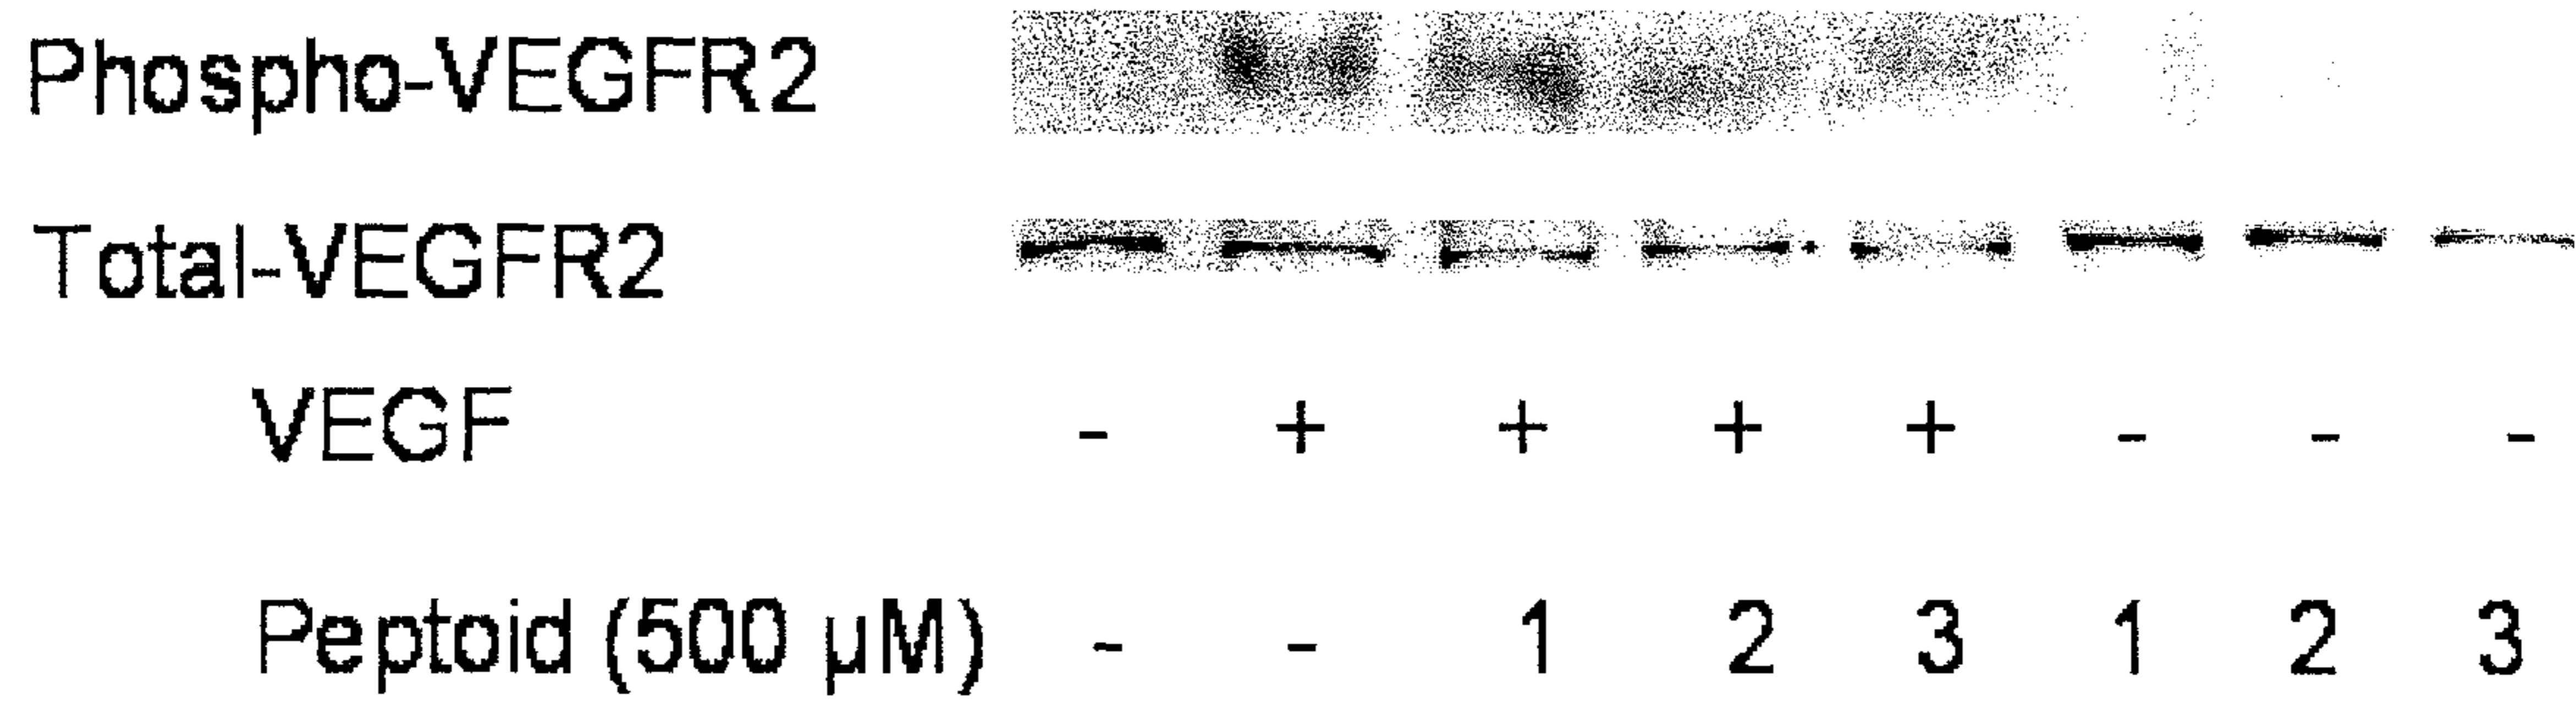 Phospho-VEGFR2
Total-VEGFR2
VEGF - + + + + - - -
Peptoid (500 µM) - - 1 2 3 1 2 3